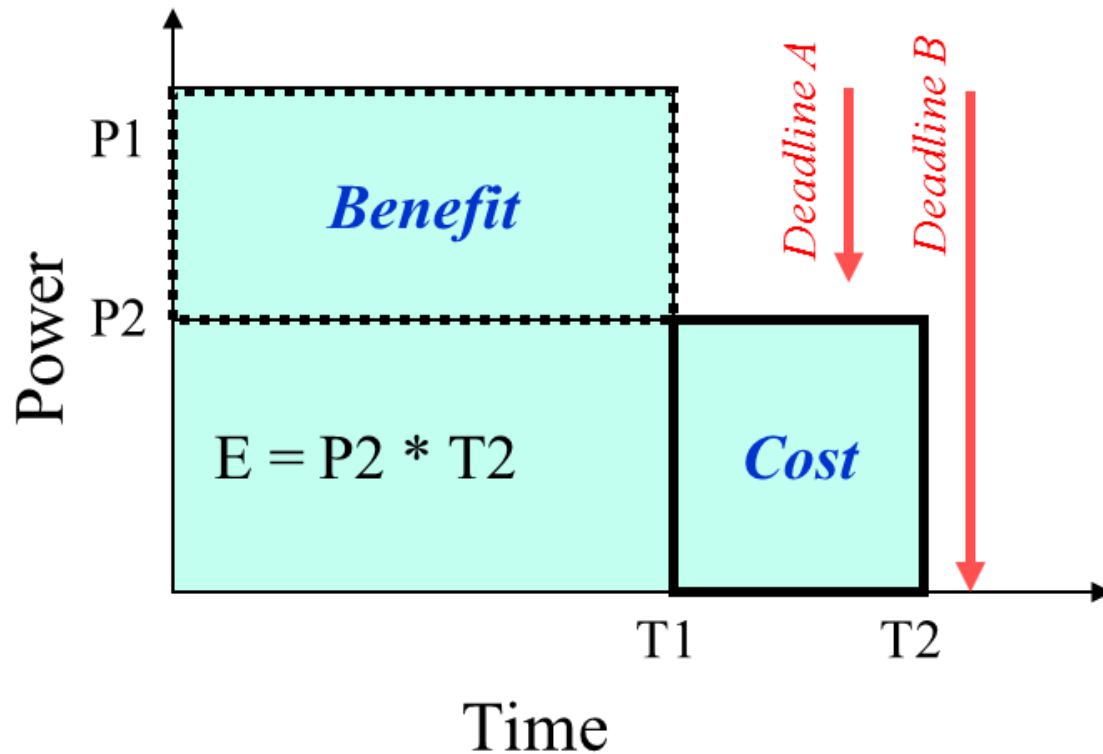 P1
Benefit
Deadline A
Deadline B
Power
P2
E = P2 * T2
Cost
T1
T2
Time